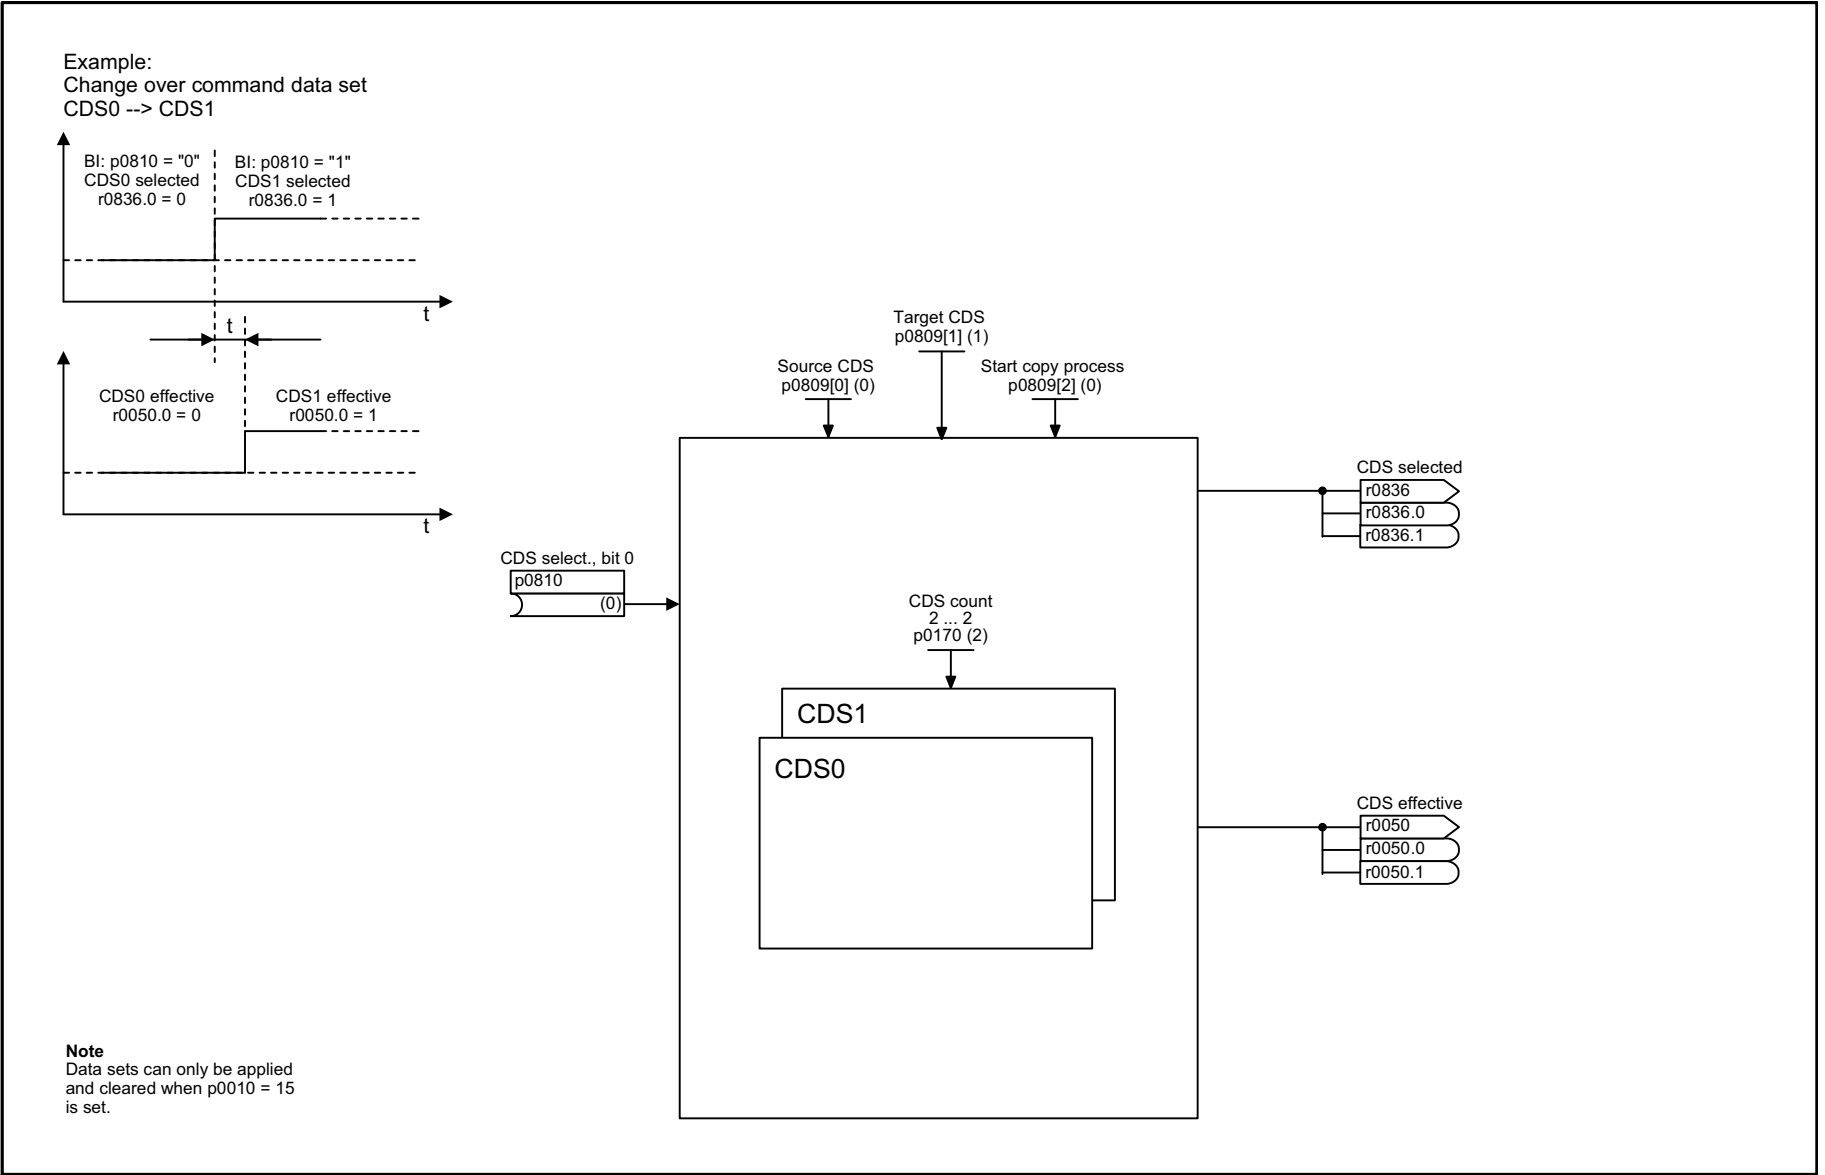 Example:
Change over command data set
CDS0 --> CDS1
BI: p0810 = "0"
CDS0 selected
r0836.0 = 0
BI: p0810 = "1"
CDS1 selected
r0836.0 = 1
t
t
CDS0 effective
r0050.0 = 0
CDS1 effective
r0050.0 = 1
t
Target CDS
p0809[1] (1)
Source CDS
p0809[0] (0)
Start copy process
p0809[2] (0)
CDS selected
r0836
r0836.0
r0836.1
CDS select., bit 0
p0810
(0)
CDS count
2 ... 2
p0170 (2)
CDS1
CDS0
CDS effective
r0050
r0050.0
r0050.1
Note
Data sets can only be applied
and cleared when p0010 = 15
is set.